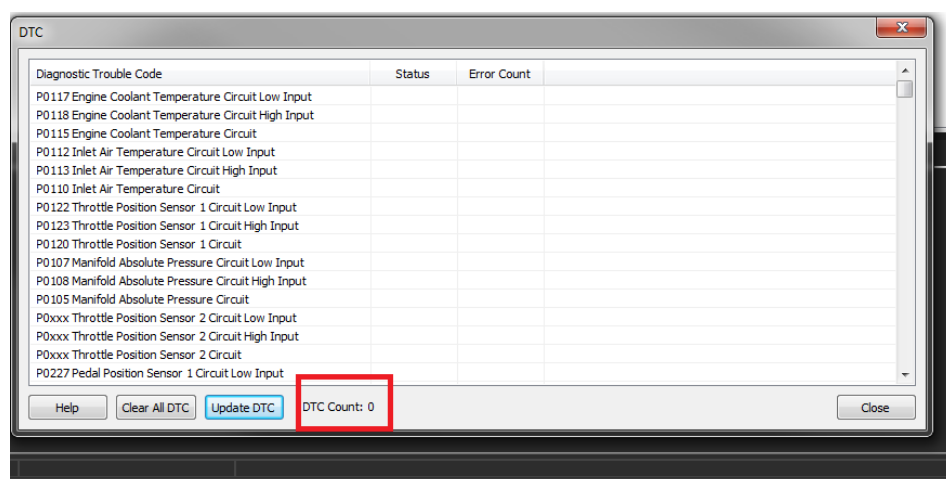 DTC
Diagnostic Trouble Code Status Error Count
P0117 Engine Coolant Temperature Circuit Low Input
P0118 Engine Coolant Temperature Circuit High Input
P0115 Engine Coolant Temperature Circuit
P0112 Inlet Air Temperature Circuit Low Input
P0113 Inlet Air Temperature Circuit High Input
P0110 Inlet Air Temperature Circuit
P0122 Throttle Position Sensor 1 Circuit Low Input
P0123 Throttle Position Sensor 1 Circuit High Input
P0120 Throttle Position Sensor 1 Circuit
P0107 Manifold Absolute Pressure Circuit Low Input
P0108 Manifold Absolute Pressure Circuit High Input
P0105 Manifold Absolute Pressure Circuit
P0xxx Throttle Position Sensor 2 Circuit Low Input
P0xxx Throttle Position Sensor 2 Circuit High Input
P0xxx Throttle Position Sensor 2 Circuit
P0227 Pedal Position Sensor 1 Circuit Low Input
Help Clear All DTC Update DTC DTC Count: 0 Close